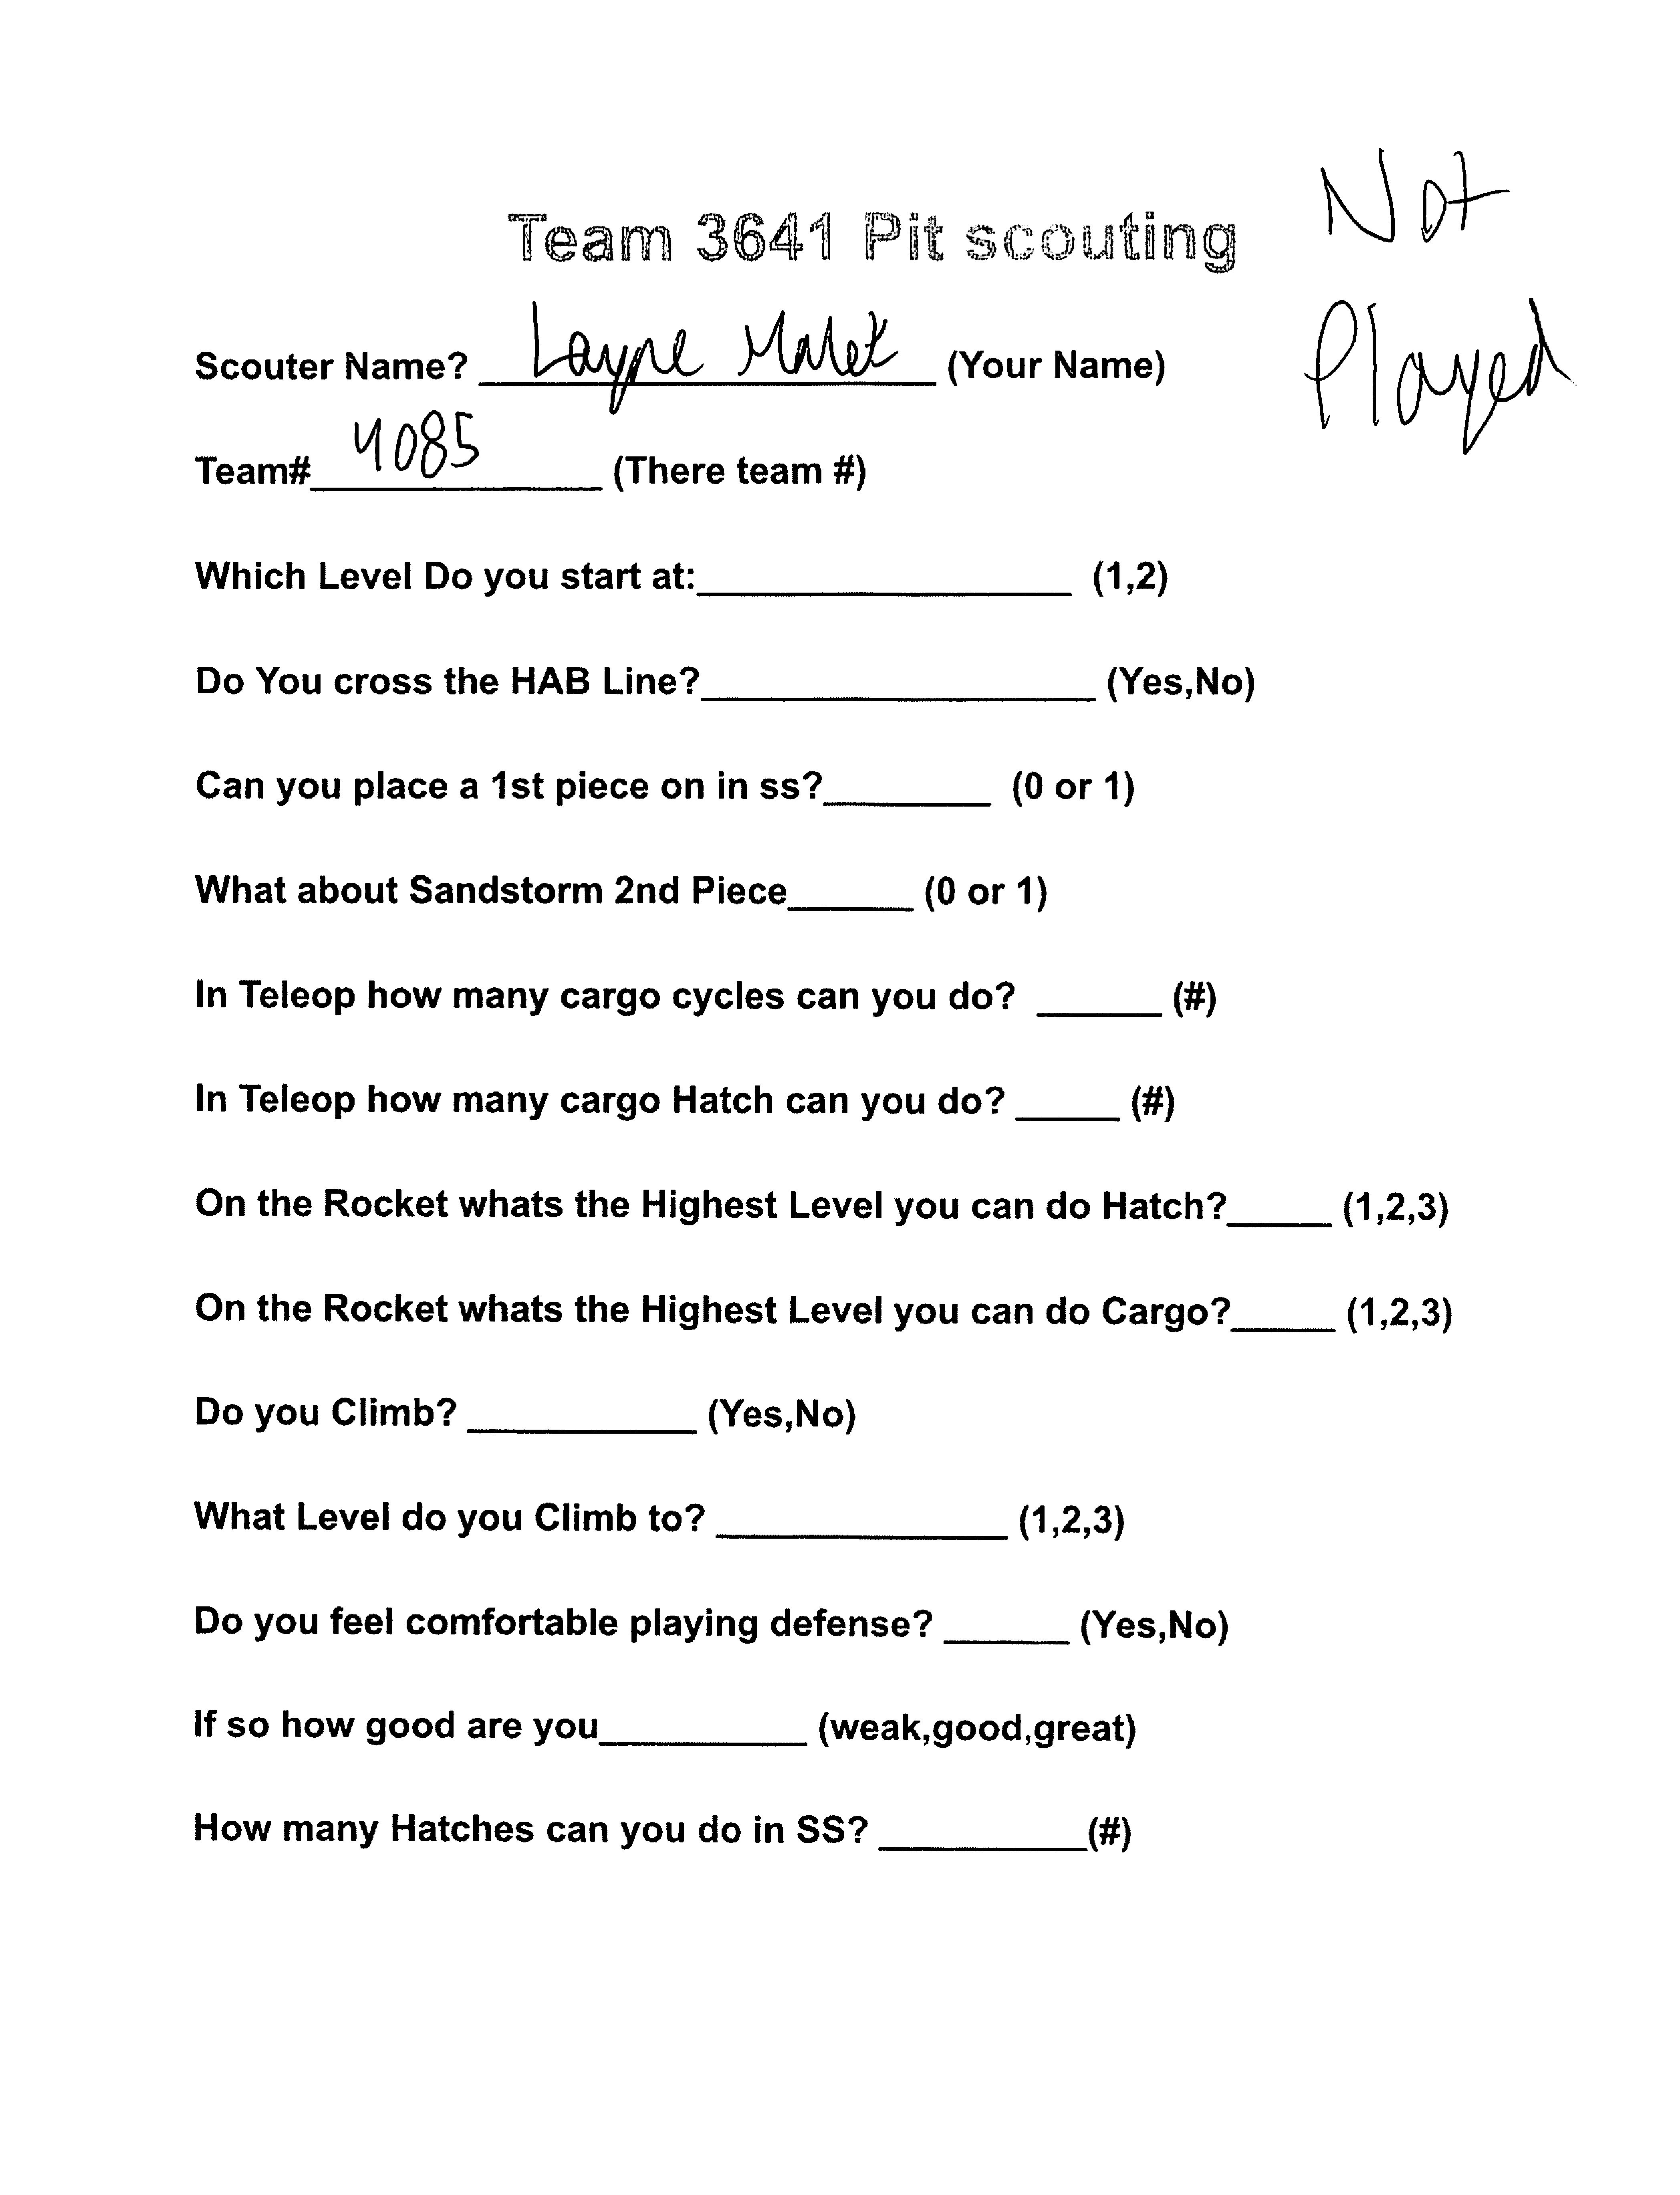 Not
Team 3641 Pit scouting
Played
Scouter Name? Layne (Your Name)
Team# 4085 (There team #)
Which Level Do you start at:__________________ (1,2)
Do You cross the HAB Line?___________________ (Yes,No)
Can you place a 1st piece on in ss?________ (0 or 1)
What about Sandstorm 2nd Piece______ (0 or 1)
In Teleop how many cargo cycles can you do? ______ (#)
In Teleop how many cargo Hatch can you do? _____ (#)
On the Rocket whats the Highest Level you can do Hatch?_____ (1,2,3)
On the Rocket whats the Highest Level you can do Cargo?_____ (1,2,3)
Do you Climb? ___________ (Yes,No)
What Level do you Climb to? ______________ (1,2,3)
Do you feel comfortable playing defense? ______ (Yes,No)
If so how good are you__________ (weak,good,great)
How many Hatches can you do in SS? __________(#)